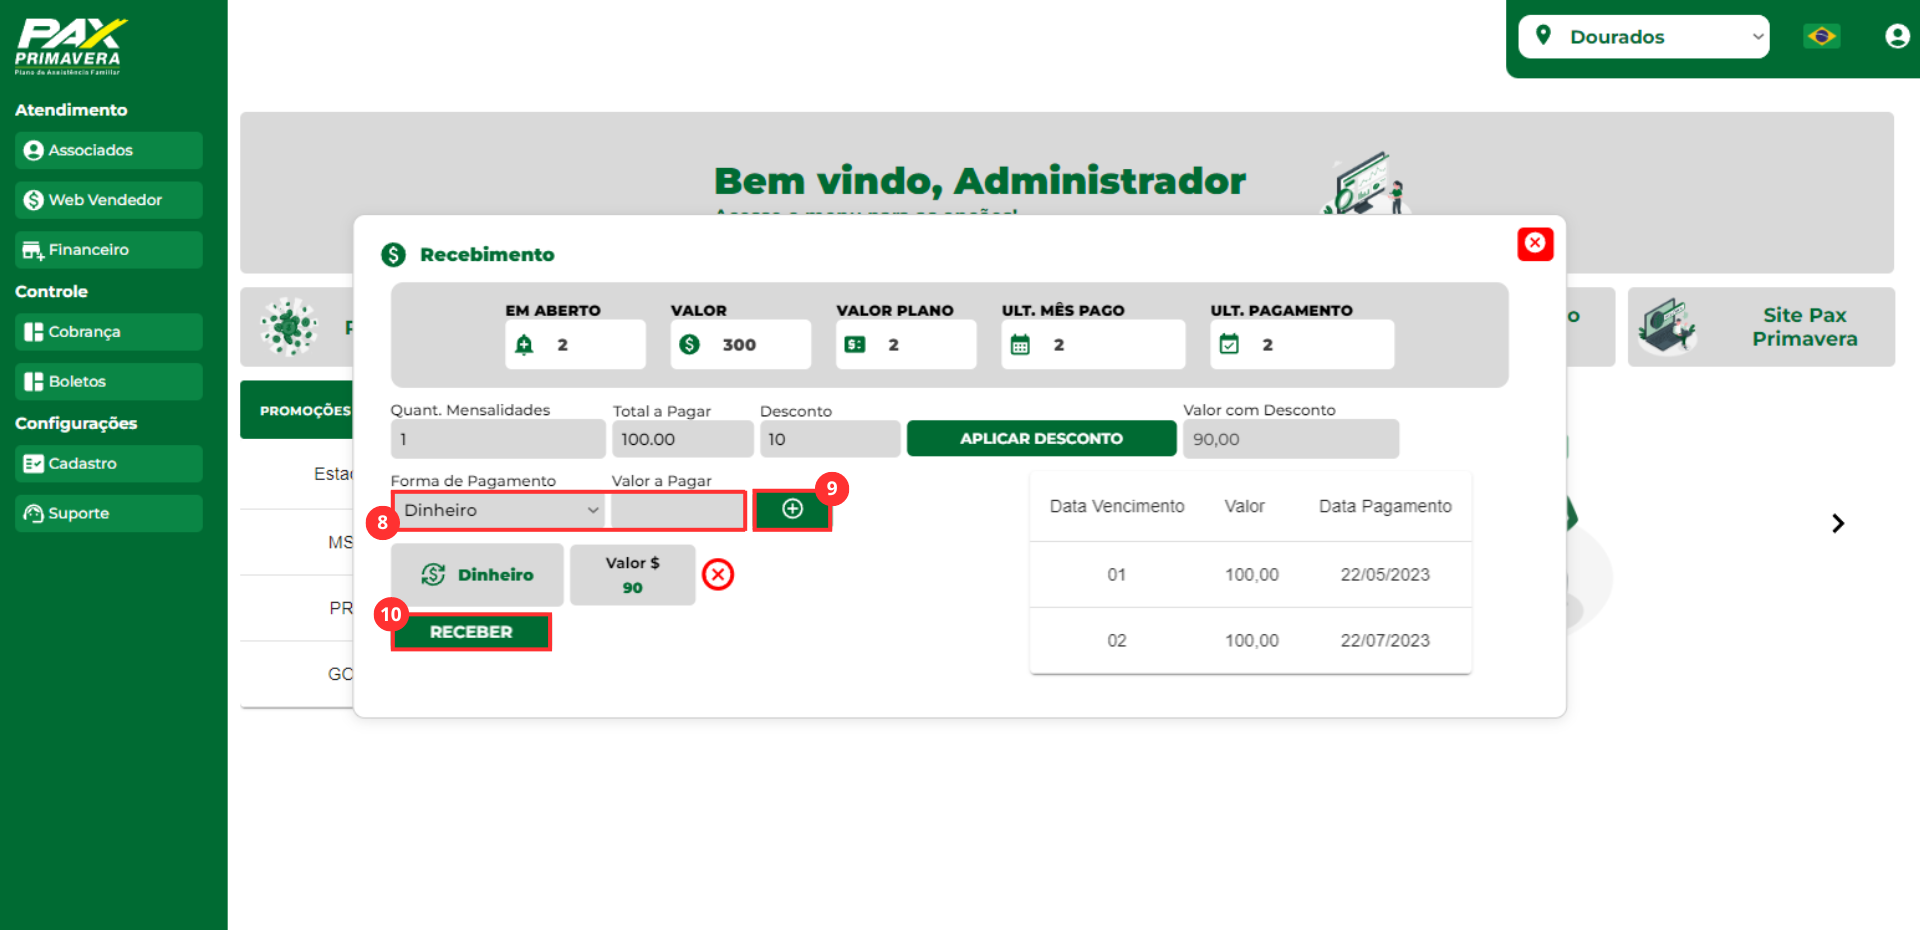 PAX
PRIMAVERA
Plano de Assistência Familiar
Atendimento
Associados
Web Vendedor
Financeiro
Controle
Cobrança
Boletos
Configurações
Cadastro
Suporte
Dourados
Bem vindo, Administrador
Recebimento
EM ABERTO
2
VALOR
300
VALOR PLANO
2
ULT. MÊS PAGO
2
ULT. PAGAMENTO
2
Site Pax
Primavera
PROMOÇÕES
Quant. Mensalidades
1
Total a Pagar
100.00
Desconto
10
APLICAR DESCONTO
Valor com Desconto
90,00
Forma de Pagamento
Dinheiro
Valor a Pagar
8
9
Dinheiro
Valor $
90
10
RECEBER
Data Vencimento Valor Data Pagamento
01 100,00 22/05/2023
02 100,00 22/07/2023
MS
PR